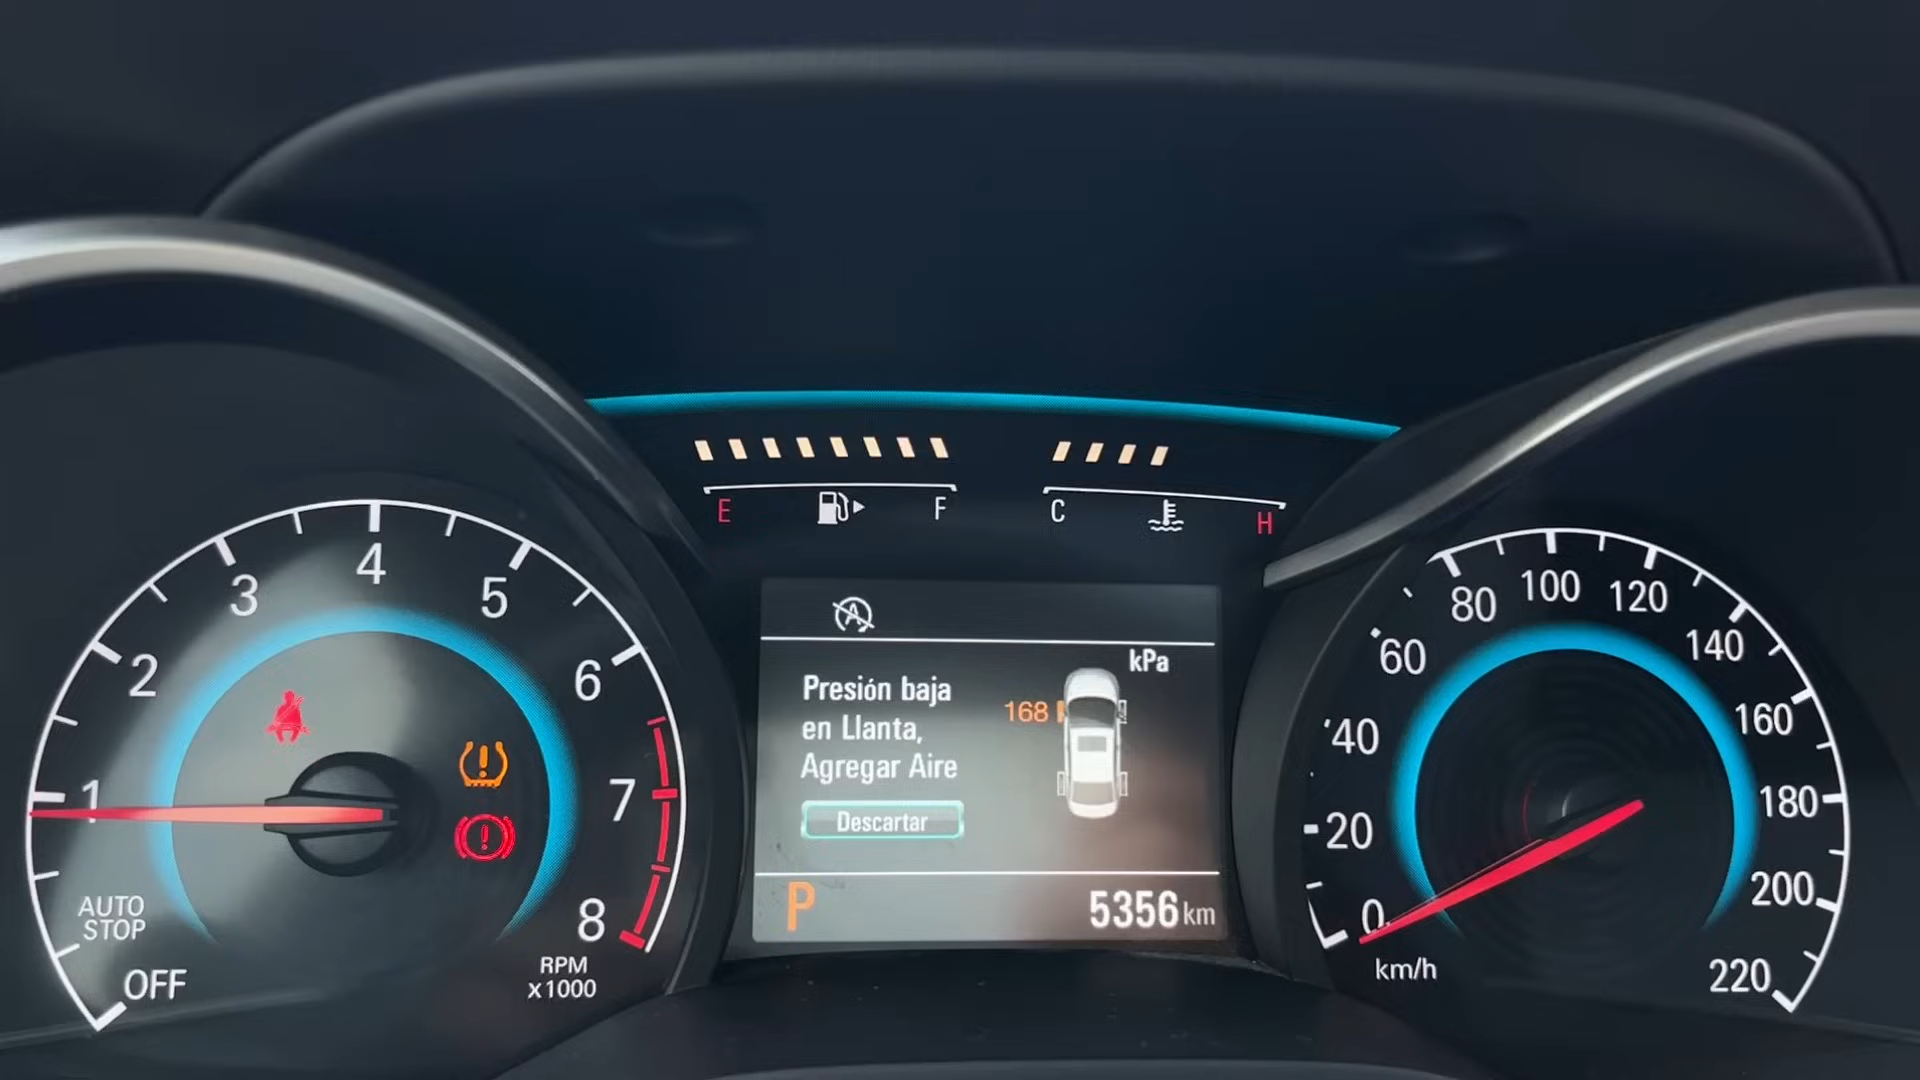 E
F
C
H
1
2
3
4
5
6
7
8
AUTO
STOP
OFF
RPM
x1000
kPa
Presión baja
en Llanta,
Agregar Aire
168
Descartar
P
5356 km
0
20
40
60
80
100
120
140
160
180
200
220
km/h